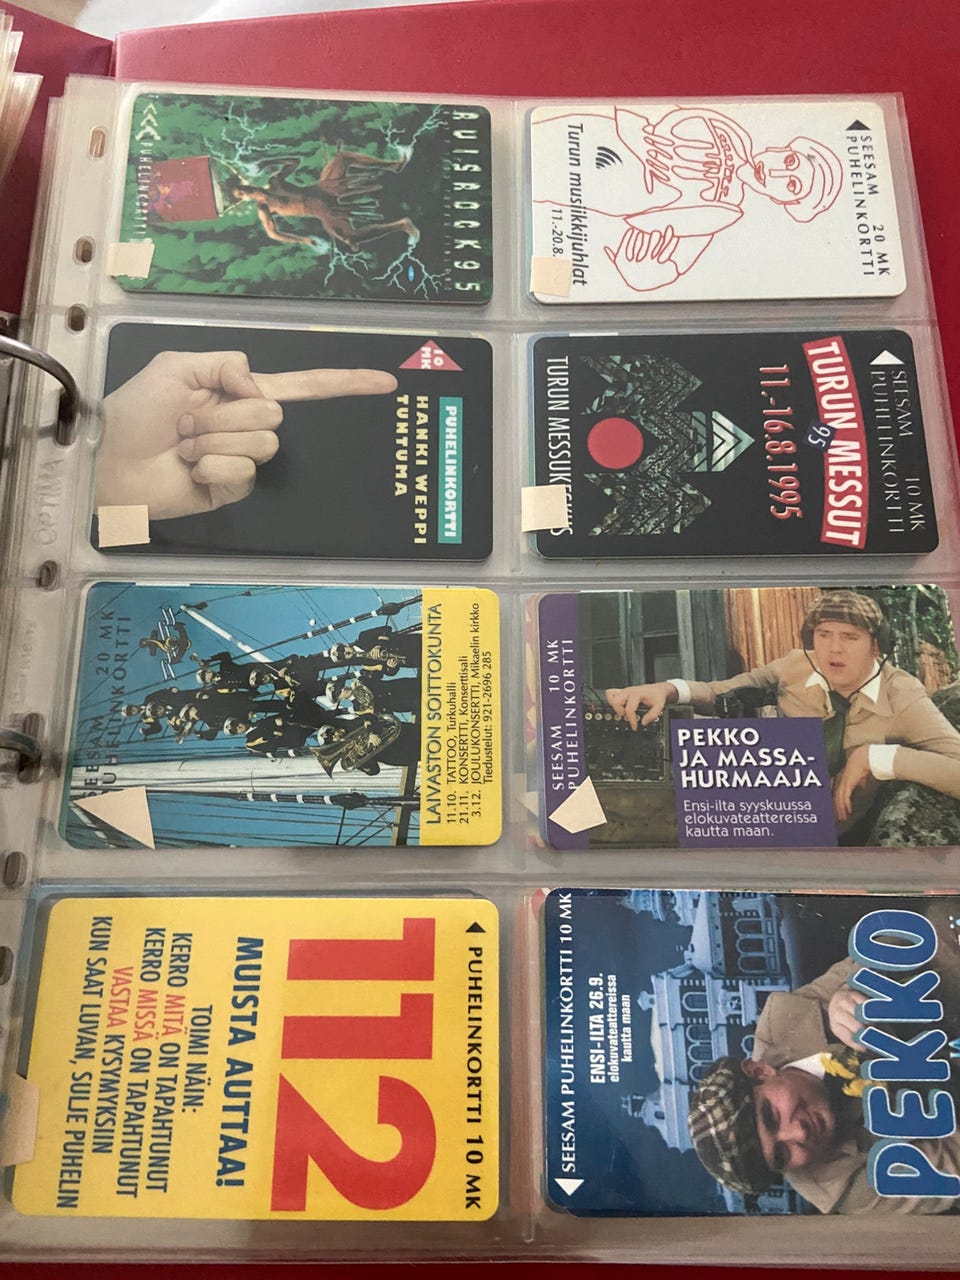 RUISROCK 95
PUHELINKORTTI
SEESAM 20 MK
PUHELINKORTTI
Turun musiikkijuhlat
11.-20.8.
10
MK
PUHELINKORTTI
HANKI WEPPI
TUNTUMA
SEESAM 10 MK
PUHELINKORTTI
TURUN MESSUT
95
11.-16.8.1995
TURUN MESSUKESKUS
SEESAM 20 MK
PUHELINKORTTI
LAIVASTON SOITTOKUNTA
11.10. TATTOO, Turkuhalli
21.11. KONSERTTI, Konserttisali
3.12. JOULUKONSERTTI, Mikaelin kirkko
Tiedustelut: 921-2696 285
SEESAM 10 MK
PUHELINKORTTI
PEKKO
JA MASSA-
HURMAAJA
Ensi-ilta syyskuussa
elokuvateattereissa
kautta maan.
PUHELINKORTTI 10 MK
112
MUISTA AUTTAA!
TOIMI NÄIN:
KERRO MITÄ ON TAPAHTUNUT
KERRO MISSÄ ON TAPAHTUNUT
VASTAA KYSYMYKSIIN
KUN SAAT LUVAN, SULJE PUHELIN
SEESAM PUHELINKORTTI 10 MK
ENSI-ILTA 26.9.
elokuvateattereissa
kautta maan
PEKKO
OPTIMA